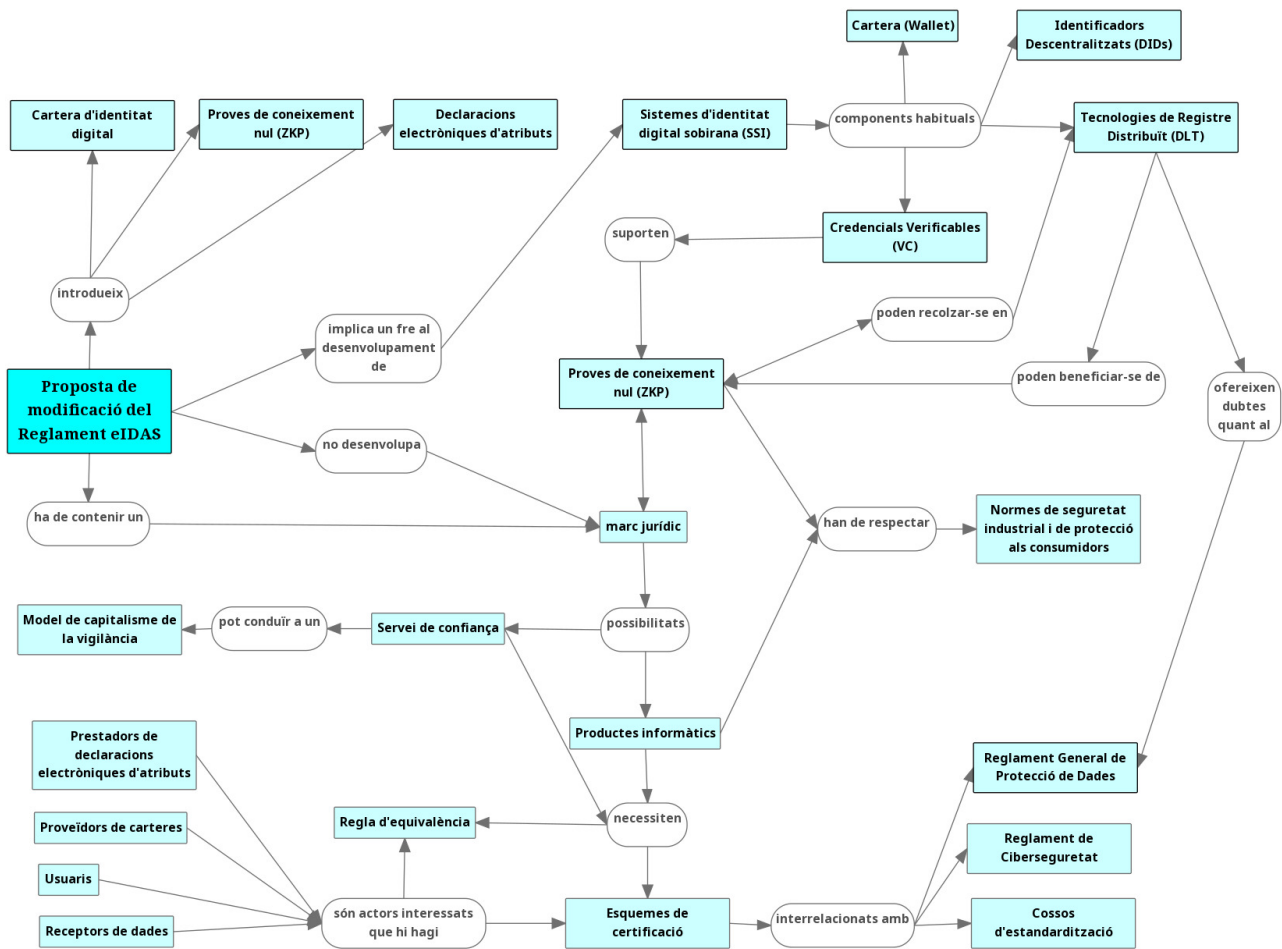 Cartera (Wallet)
Identificadors
Descentralitzats (DIDs)
Cartera d'identitat
digital
Proves de coneixement
nul (ZKP)
Declaracions
electròniques d'atributs
Sistemes d'identitat
digital sobirana (SSI)
components habituals
Tecnologies de Registre
Distribuït (DLT)
suporten
Credencials Verificables
(VC)
introdueix
poden recolzar-se en
implica un fre al
desenvolupament
de
Proposta de
modificació del
Reglament eIDAS
Proves de coneixement
nul (ZKP)
poden beneficiar-se de
ofereixen
dubtes
quant al
no desenvolupa
ha de contenir un
marc jurídic
han de respectar
Normes de seguretat
industrial i de protecció
als consumidors
Model de capitalisme de
la vigilància
pot conduïr a un
Servei de confiança
possibilitats
Productes informàtics
Prestadors de
declaracions
electròniques d'atributs
Reglament General de
Protecció de Dades
Proveïdors de carteres
Regla d'equivalència
necessiten
Reglament de
Ciberseguretat
Usuaris
Receptors de dades
són actors interessats
que hi hagi
Esquemes de
certificació
interrelacionats amb
Cossos
d'estandardització